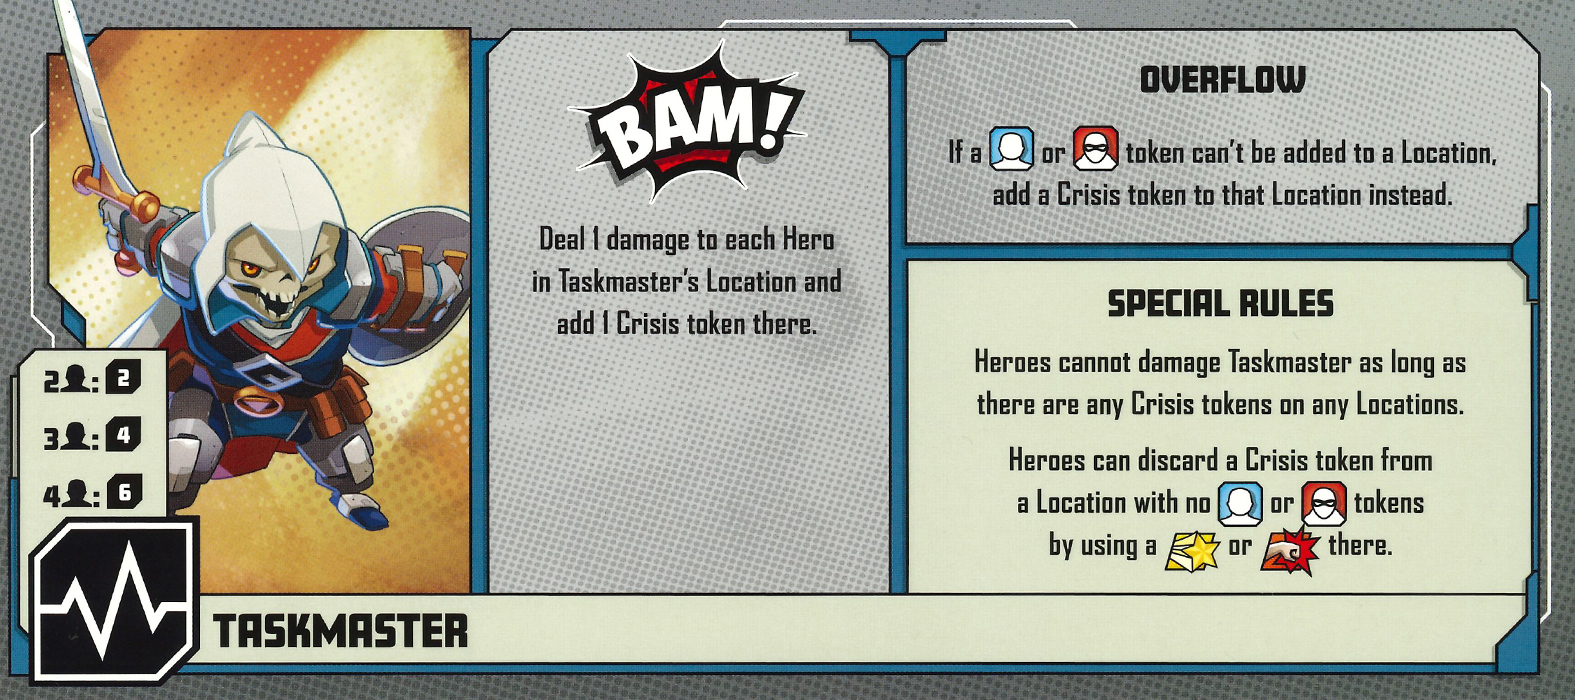 BAM!
Deal 1 damage to each Hero
in Taskmaster's Location and
add 1 Crisis token there.
OVERFLOW
If a or token can't be added to a Location,
add a Crisis token to that Location instead.
SPECIAL RULES
Heroes cannot damage Taskmaster as long as
there are any Crisis tokens on any Locations.
Heroes can discard a Crisis token from
a Location with no or tokens
by using a or there.
2 : 2
3 : 4
4 : 6
TASKMASTER